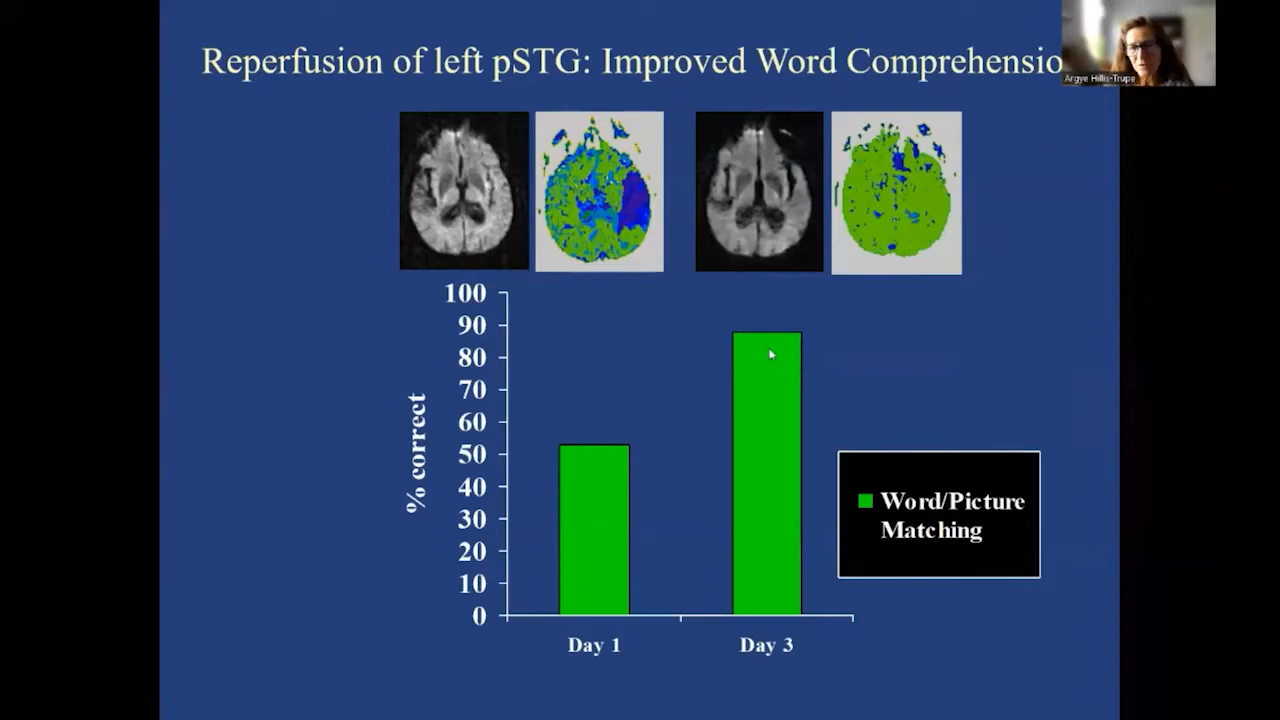 Reperfusion of left pSTG: Improved Word Comprehensio
Argye Hillis-Trupe
100
90
80
70
60
50
40
30
20
10
0
% correct
Day 1
Day 3
Word/Picture
Matching